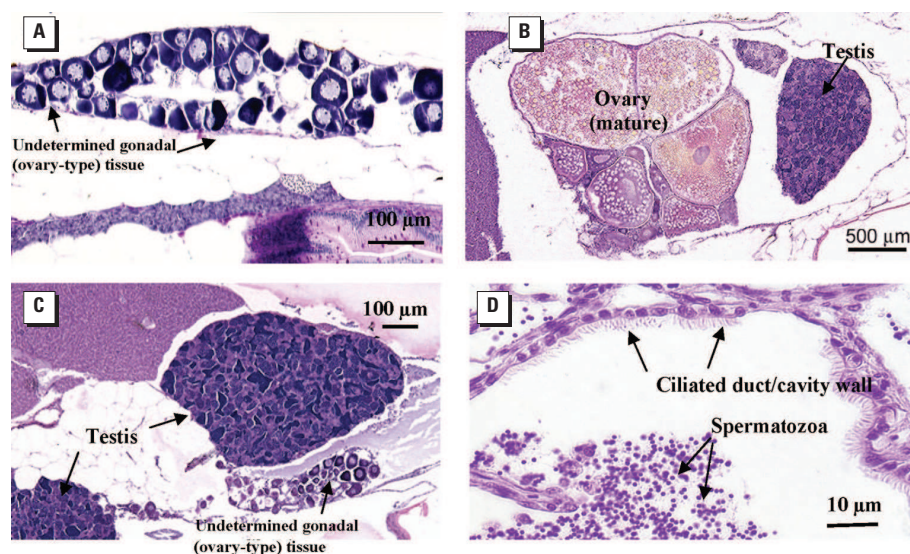 A
Undetermined gonadal
(ovary-type) tissue
100 µm
B
Testis
Ovary
(mature)
500 µm
C
100 µm
Testis
Undetermined gonadal
(ovary-type) tissue
D
Ciliated duct/cavity wall
Spermatozoa
10 µm